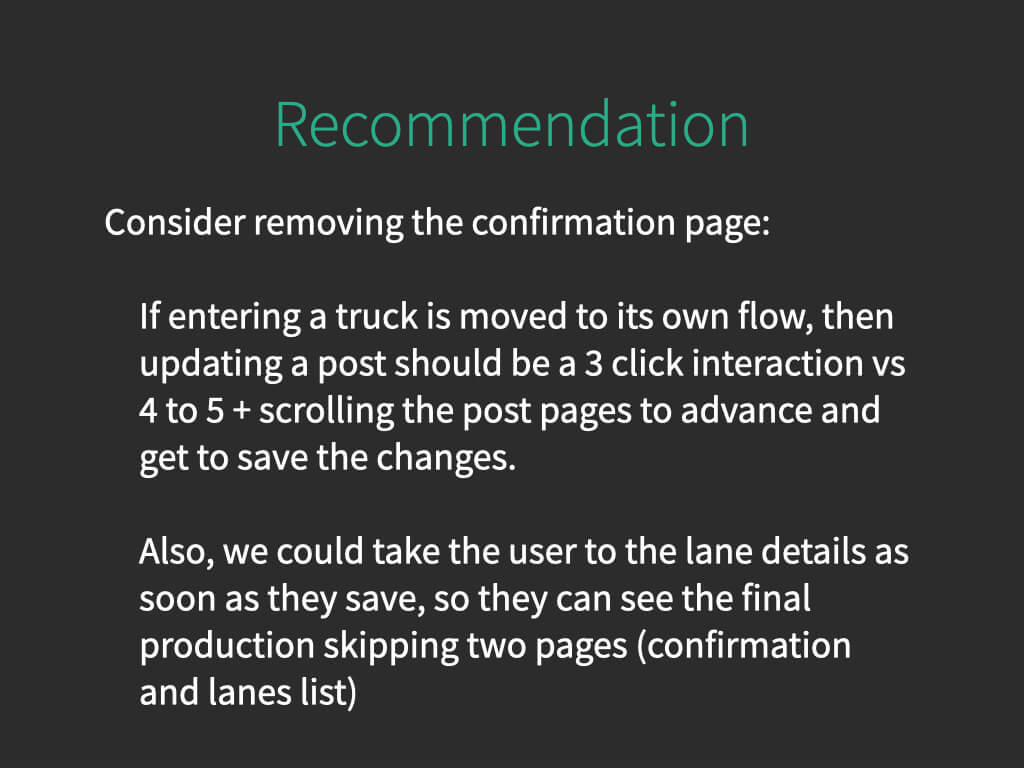 Recommendation
Consider removing the confirmation page:
If entering a truck is moved to its own flow, then
updating a post should be a 3 click interaction vs
4 to 5 + scrolling the post pages to advance and
get to save the changes.
Also, we could take the user to the lane details as
soon as they save, so they can see the final
production skipping two pages (confirmation
and lanes list)